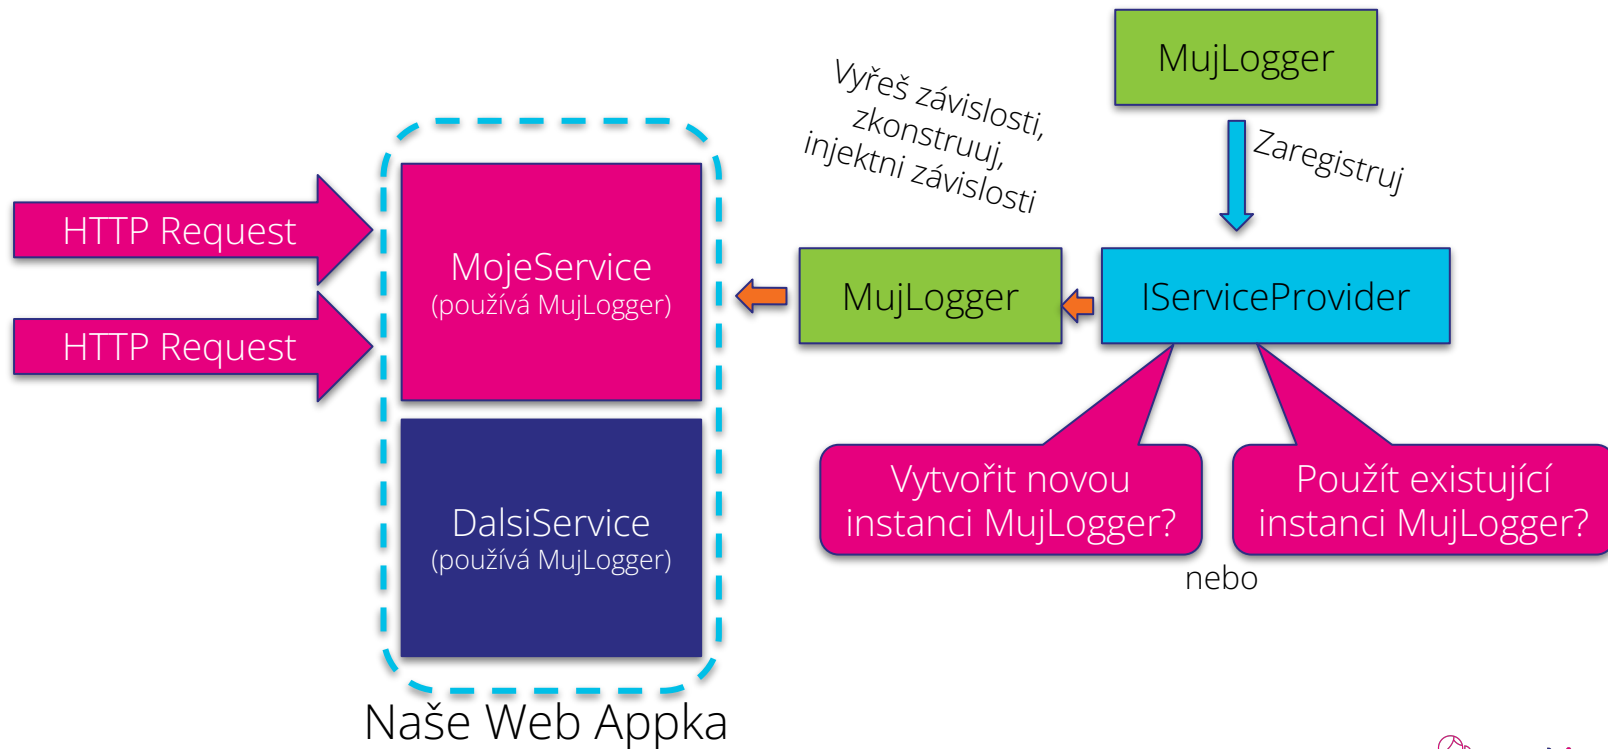 MujLogger
Vyřeš závislosti,
zkonstruuj,
injektni závislosti
Zaregistruj
HTTP Request
HTTP Request
MojeService
(používá MujLogger)
MujLogger
IServiceProvider
DalsiService
(používá MujLogger)
Vytvořit novou
instanci MujLogger?
nebo
Použít existující
instanci MujLogger?
Naše Web Appka